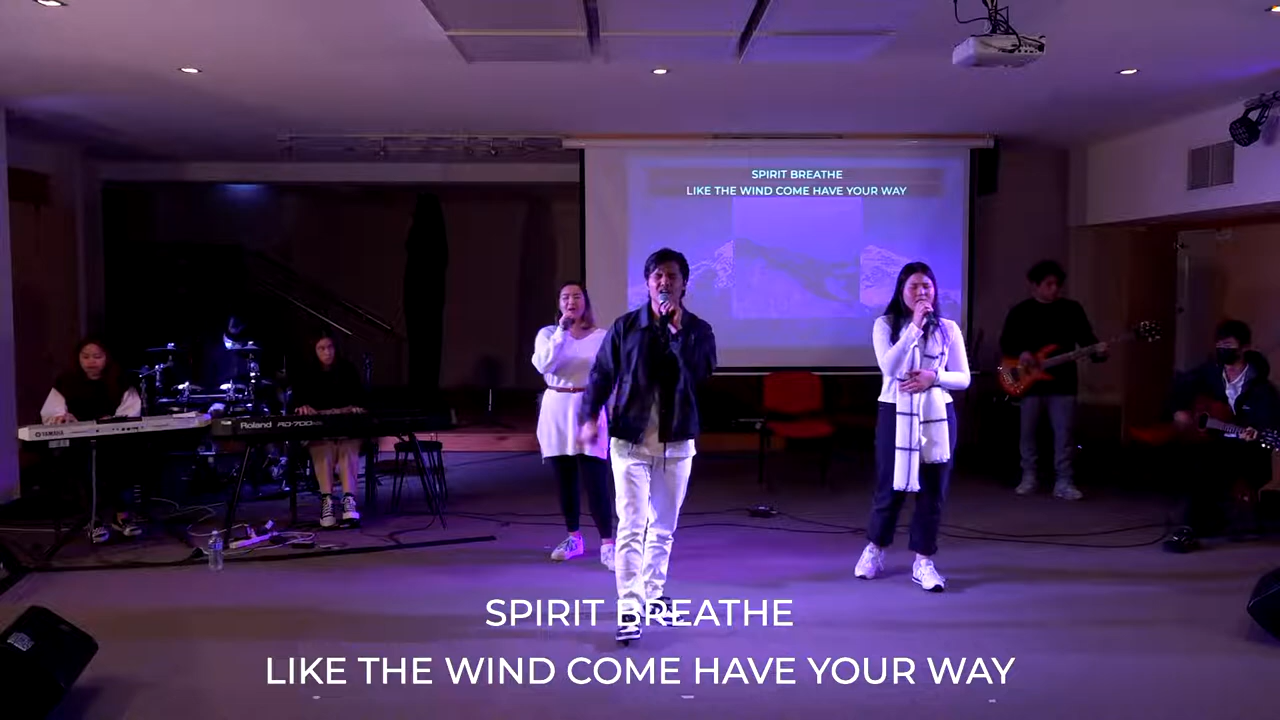 SPIRIT BREATHE
LIKE THE WIND COME HAVE YOUR WAY
YAMAHA
Roland RD-700
SPIRIT BREATHE
LIKE THE WIND COME HAVE YOUR WAY